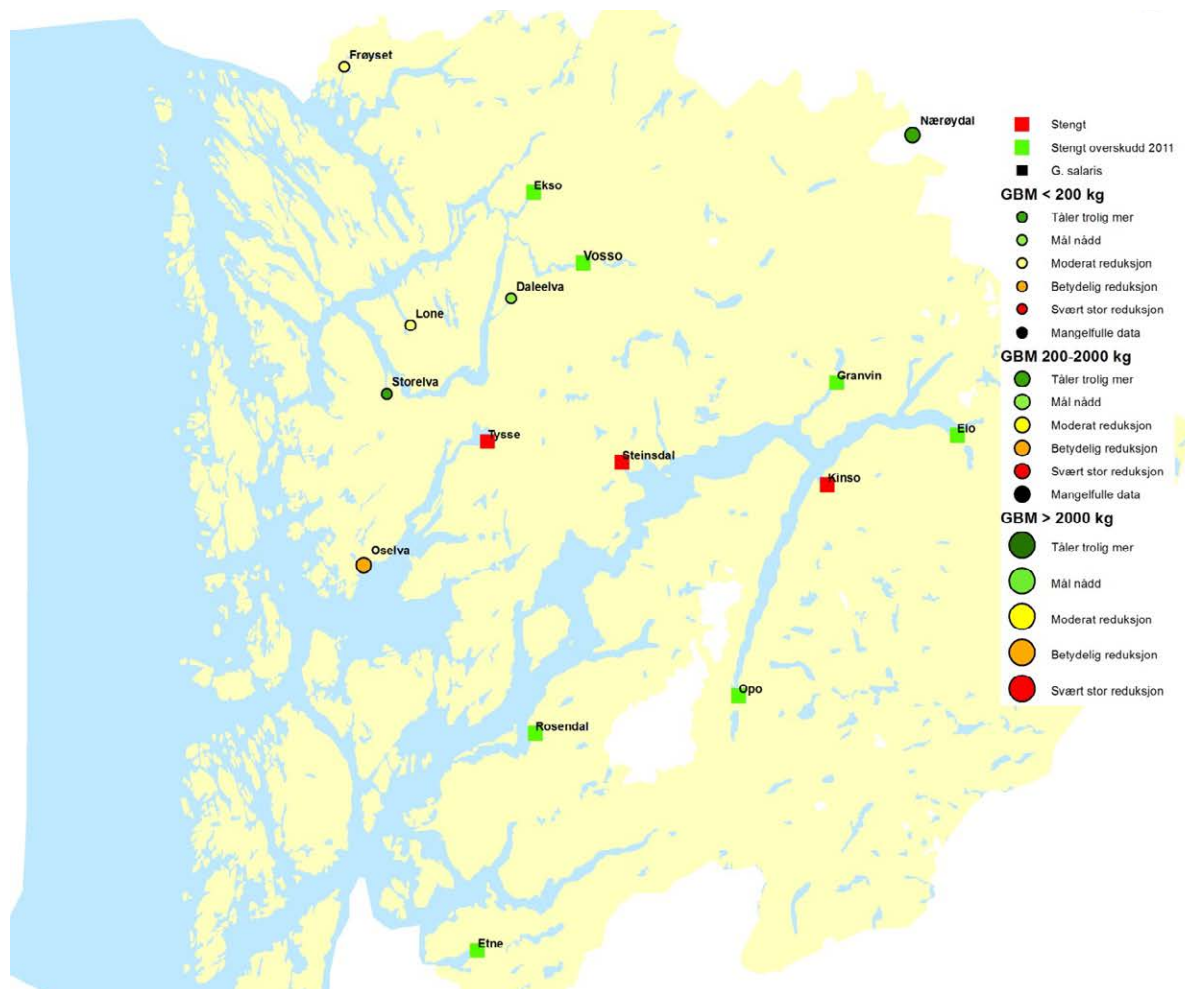 Frøyset
Nærøydal
Ekso
Vosso
Daleelva
Lone
Storelva
Granvin
Eio
Tysse
Steinsdal
Kinso
Oselva
Opo
Rosendal
Etne
Stengt
Stengt overskudd 2011
G. salaris
GBM < 200 kg
Tåler trolig mer
Mål nådd
Moderat reduksjon
Betydelig reduksjon
Svært stor reduksjon
Mangelfulle data
GBM 200-2000 kg
Tåler trolig mer
Mål nådd
Moderat reduksjon
Betydelig reduksjon
Svært stor reduksjon
Mangelfulle data
GBM > 2000 kg
Tåler trolig mer
Mål nådd
Moderat reduksjon
Betydelig reduksjon
Svært stor reduksjon